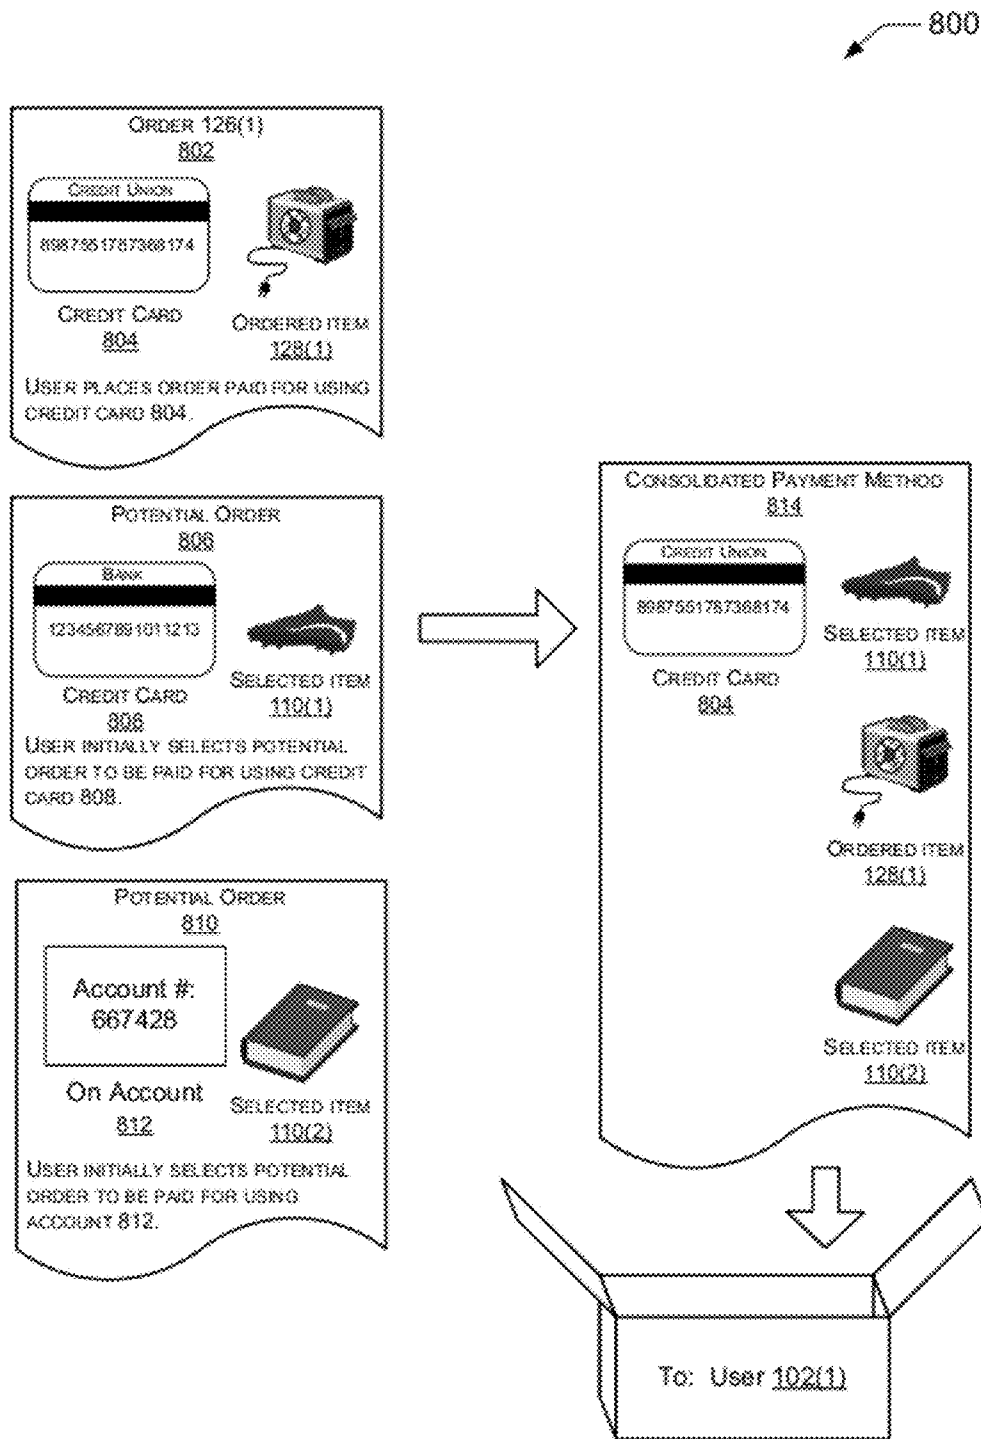 800
ORDER 126(1)
802
CREDIT UNION
8987551787368174
CREDIT CARD
804
ORDERED ITEM
128(1)
USER PLACES ORDER PAID FOR USING
CREDIT CARD 804.
POTENTIAL ORDER
806
BANK
1234567891011213
CREDIT CARD
808
SELECTED ITEM
110(1)
USER INITIALLY SELECTS POTENTIAL
ORDER TO BE PAID FOR USING CREDIT
CARD 808.
POTENTIAL ORDER
810
Account #:
667428
On Account
812
SELECTED ITEM
110(2)
USER INITIALLY SELECTS POTENTIAL
ORDER TO BE PAID FOR USING
ACCOUNT 812.
CONSOLIDATED PAYMENT METHOD
814
CREDIT UNION
8987551787368174
CREDIT CARD
804
SELECTED ITEM
110(1)
ORDERED ITEM
128(1)
SELECTED ITEM
110(2)
To: User 102(1)